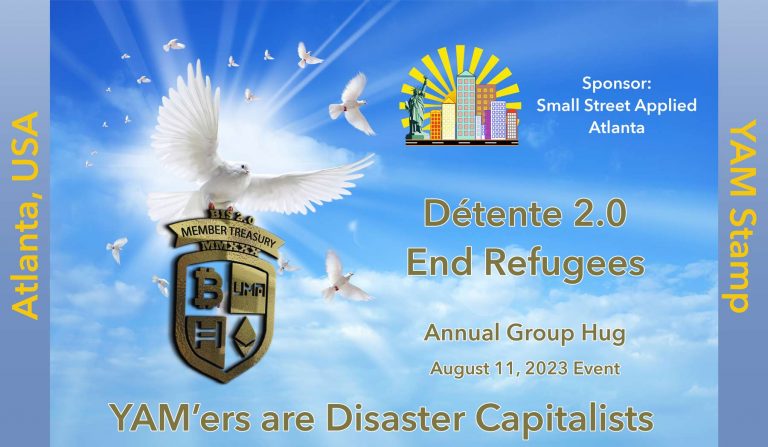 Atlanta, USA
Sponsor:
Small Street Applied
Atlanta
BIS 2.0
MEMBER TREASURY
MMXXX
UMA
Détente 2.0
End Refugees
Annual Group Hug
August 11, 2023 Event
YAM'ers are Disaster Capitalists
YAM Stamp